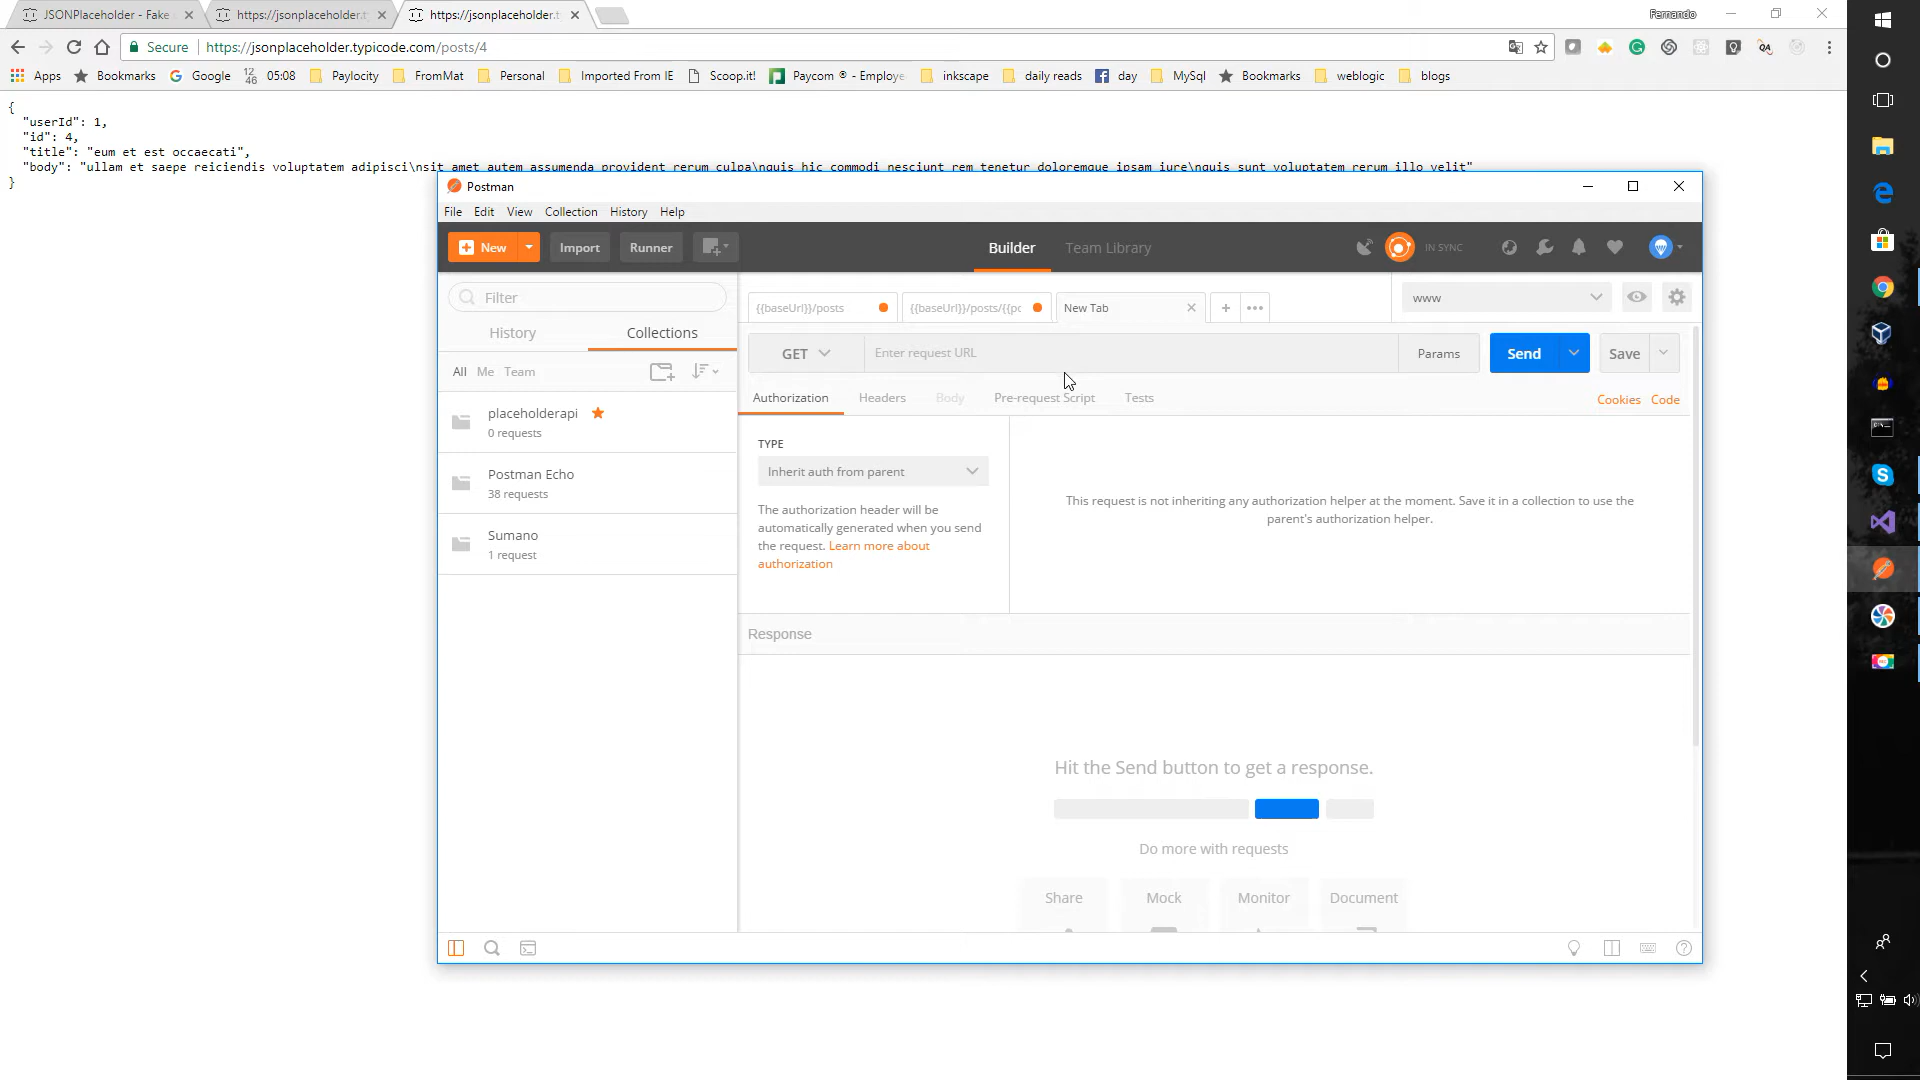 JSONPlaceholder - Fake
https://jsonplaceholder.ty
https://jsonplaceholder.ty
Fernando
Secure
https://jsonplaceholder.typicode.com/posts/4
Apps
Bookmarks
Google
12 46
05:08
Paylocity
FromMat
Personal
Imported From IE
Scoop.it!
Paycom ® - Employe
inkscape
daily reads
day
MySql
Bookmarks
weblogic
blogs
{
"userId": 1,
"id": 4,
"title": "eum et est occaecati",
"body": "ullam et saepe reiciendis voluptatem adipisci\nsit amet autem assumenda provident rerum culpa\nquis hic commodi nesciunt rem tenetur doloremque ipsam iure\nquis sunt voluptatem rerum illo velit"
}
Postman
File Edit View Collection History Help
New
Import
Runner
Builder
Team Library
IN SYNC
Filter
History
Collections
All Me Team
placeholderapi
0 requests
Postman Echo
38 requests
Sumano
1 request
{{baseUrl}}/posts
{{baseUrl}}/posts/{{po
New Tab
www
GET
Enter request URL
Params
Send
Save
Authorization
Headers
Body
Pre-request Script
Tests
Cookies
Code
TYPE
Inherit auth from parent
The authorization header will be
automatically generated when you send
the request. Learn more about
authorization
This request is not inheriting any authorization helper at the moment. Save it in a collection to use the
parent's authorization helper.
Response
Hit the Send button to get a response.
Do more with requests
Share
Mock
Monitor
Document